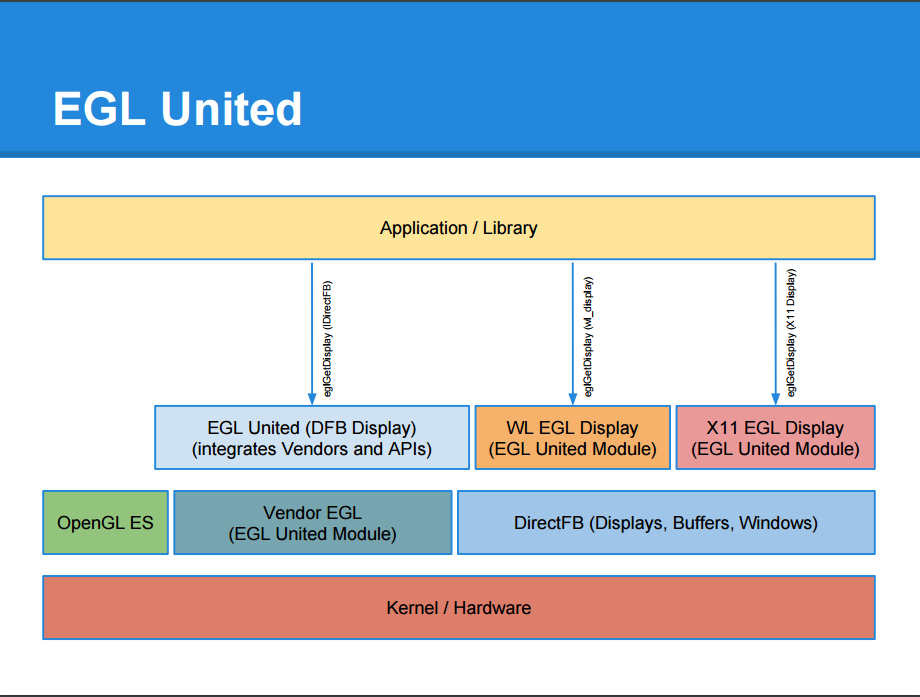 EGL United
Application / Library
eglGetDisplay (IDirectFB)
eglGetDisplay (wl_display)
eglGetDisplay (X11 Display)
EGL United (DFB Display)
(integrates Vendors and APIs)
WL EGL Display
(EGL United Module)
X11 EGL Display
(EGL United Module)
OpenGL ES
Vendor EGL
(EGL United Module)
DirectFB (Displays, Buffers, Windows)
Kernel / Hardware